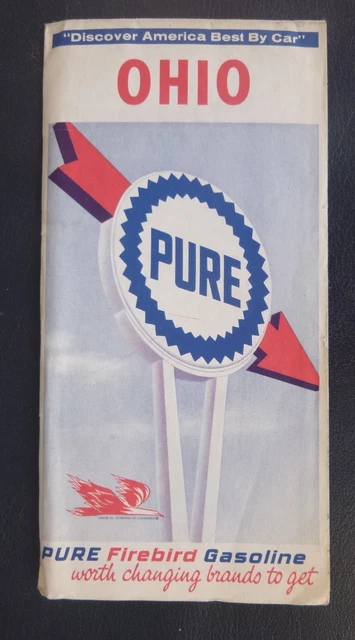 "Discover America Best By Car"
OHIO
PURE
PURE Firebird Gasoline
worth changing brands to get